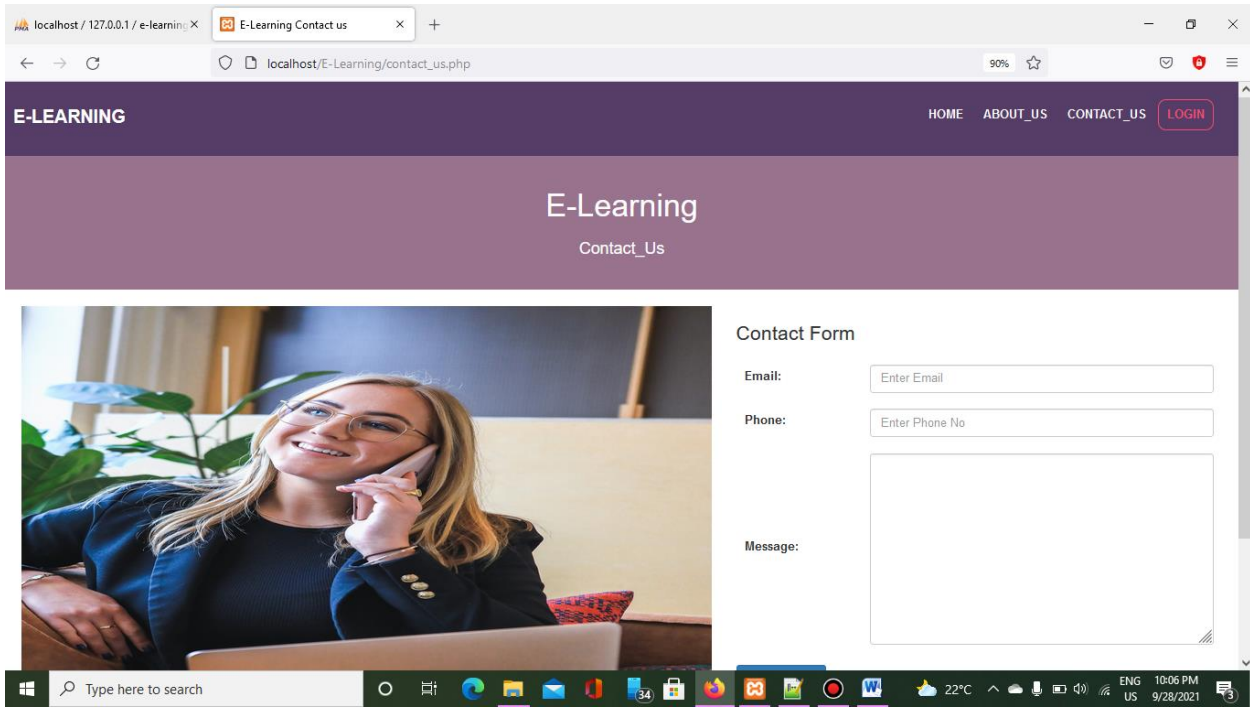 localhost / 127.0.0.1 / e-learning
E-Learning Contact us
localhost/E-Learning/contact_us.php
90%
E-LEARNING
HOME ABOUT_US CONTACT_US LOGIN
E-Learning
Contact_Us
Contact Form
Email: Enter Email
Phone: Enter Phone No
Message:
Type here to search
34
22°C
ENG
US
10:06 PM
9/28/2021
3